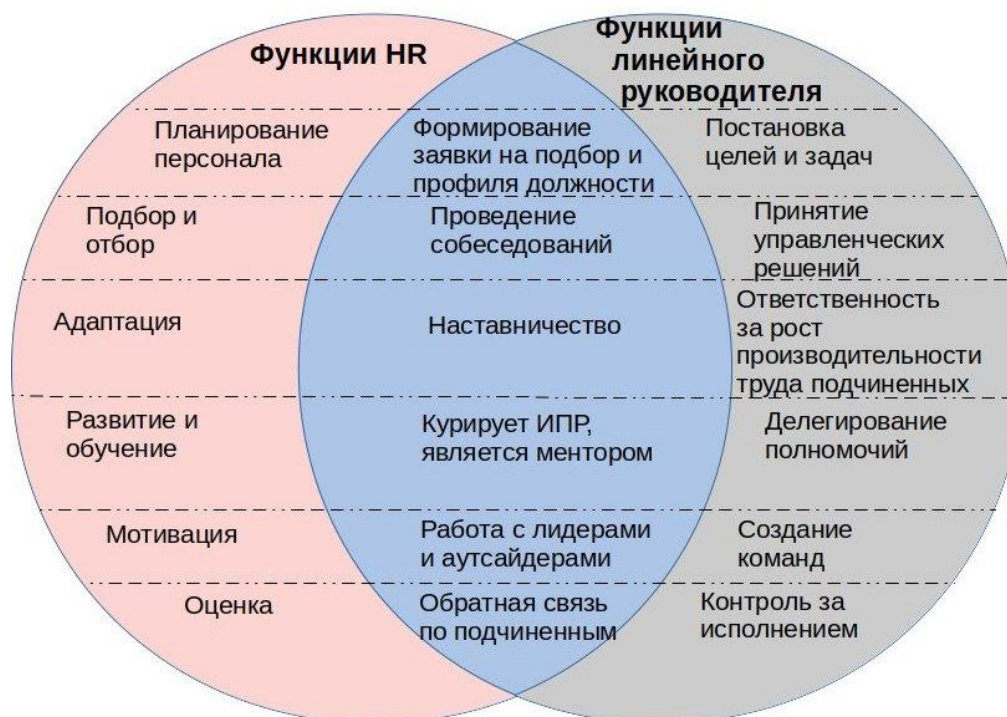 Функции HR
Функции
линейного
руководителя
Планирование
персонала
Формирование
заявки на подбор и
профиля должности
Постановка
целей и задач
Подбор и
отбор
Проведение
собеседований
Принятие
управленческих
решений
Адаптация
Наставничество
Ответственность
за рост
производительности
труда подчиненных
Развитие и
обучение
Курирует ИПР,
является ментором
Делегирование
полномочий
Мотивация
Работа с лидерами
и аутсайдерами
Создание
команд
Оценка
Обратная связь
по подчиненным
Контроль за
исполнением